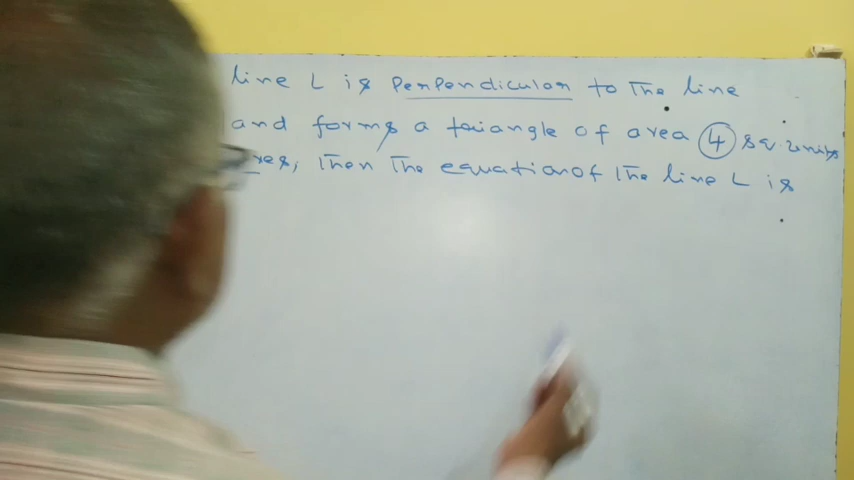 line L is Perpendicular to The line
and forms a triangle of area 4 sq. units
then The equation of The line L is